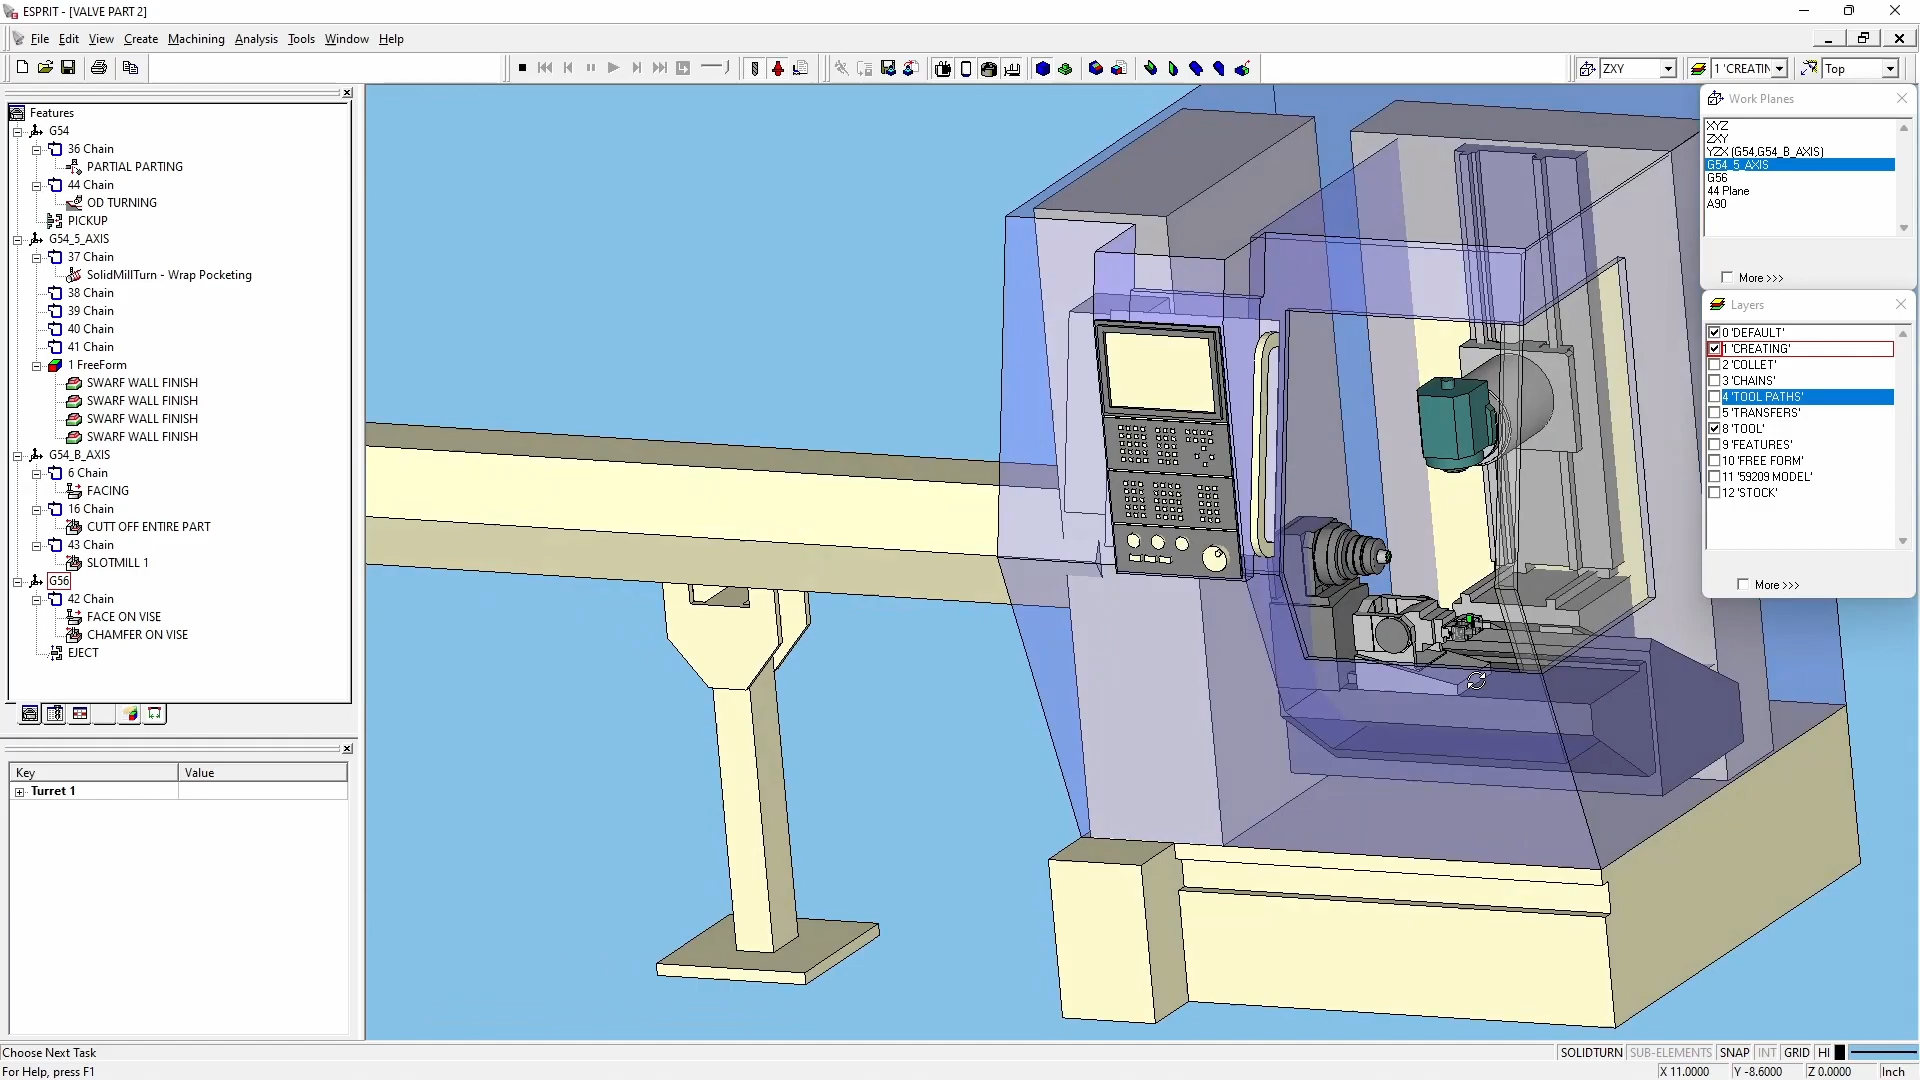 ESPRIT - [VALVE PART 2]
File Edit View Create Machining Analysis Tools Window Help
ZXY 1 'CREATIN Top
Features
G54
36 Chain
PARTIAL PARTING
44 Chain
OD TURNING
PICKUP
G54_5_AXIS
37 Chain
SolidMillTurn - Wrap Pocketing
38 Chain
39 Chain
40 Chain
41 Chain
1 FreeForm
SWARF WALL FINISH
SWARF WALL FINISH
SWARF WALL FINISH
SWARF WALL FINISH
G54_B_AXIS
6 Chain
FACING
16 Chain
CUTT OFF ENTIRE PART
43 Chain
SLOTMILL 1
G56
42 Chain
FACE ON VISE
CHAMFER ON VISE
EJECT
Key Value
Turret 1
Work Planes
XYZ
ZXY
YZX (G54,G54_B_AXIS)
G54_5_AXIS
G56
44 Plane
A90
More >>>
Layers
0 'DEFAULT'
1 'CREATING'
2 'COLLET'
3 'CHAINS'
4 'TOOL PATHS'
5 'TRANSFERS'
8 'TOOL'
9 'FEATURES'
10 'FREE FORM'
11 '59209 MODEL'
12 'STOCK'
More >>>
Choose Next Task SOLIDTURN SUB-ELEMENTS SNAP INT GRID HI
For Help, press F1 X 11.0000 Y -8.6000 Z 0.0000 Inch